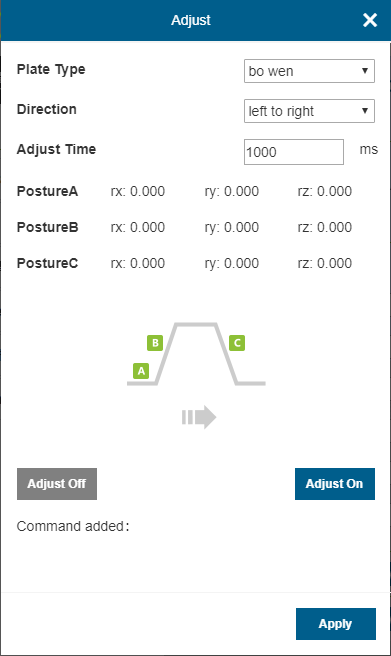 Adjust
Plate Type bo wen
Direction left to right
Adjust Time 1000 ms
PostureA rx: 0.000 ry: 0.000 rz: 0.000
PostureB rx: 0.000 ry: 0.000 rz: 0.000
PostureC rx: 0.000 ry: 0.000 rz: 0.000
B C
A
Adjust Off Adjust On
Command added：
Apply